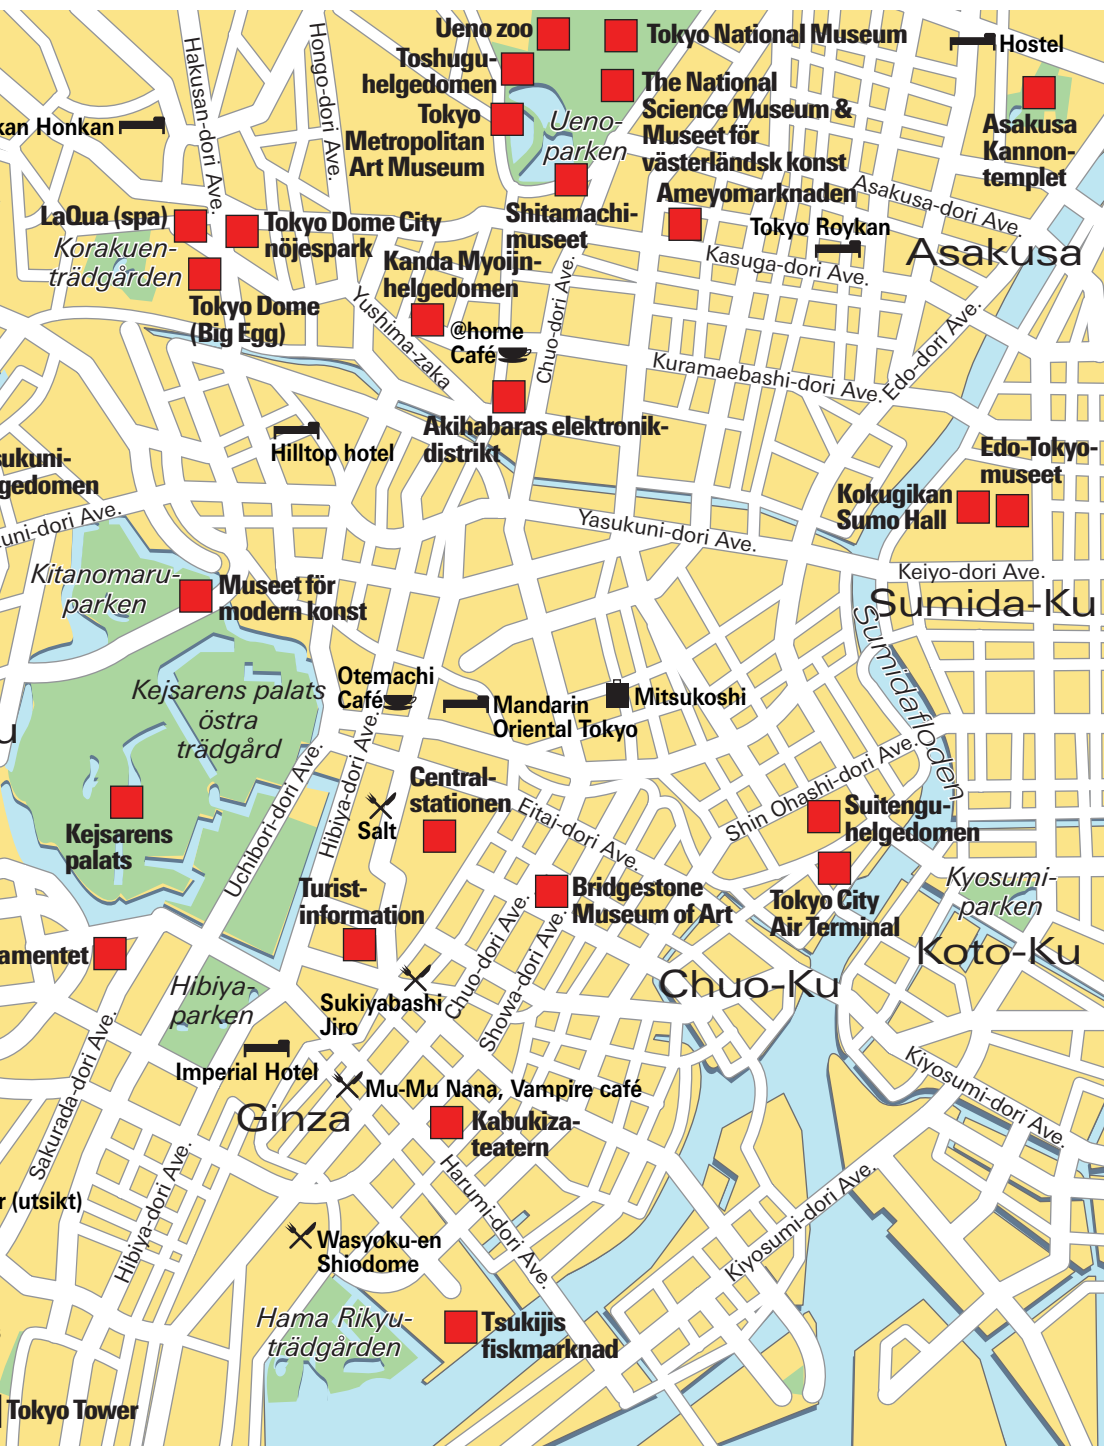 Ueno zoo
Tokyo National Museum
Hostel
Toshugu-
helgedomen
The National
Science Museum &
Museet för
västerländsk konst
Tokyo
Metropolitan
Art Museum
Ueno-
parken
Asakusa
Kannon-
templet
Hakusan-dori Ave.
Hongo-dori Ave.
kan Honkan
Ameyomarknaden
Asakusa-dori Ave.
LaQua (spa)
Tokyo Dome City
nöjespark
Shitamachi-
museet
Tokyo Roykan
Asakusa
Korakuen-
trädgården
Kanda Myoijn-
helgedomen
Kasuga-dori Ave.
Tokyo Dome
(Big Egg)
Yushima-zaka
@home
Café
Chuo-dori Ave.
Edo-dori Ave.
Kuramaebashi-dori Ave.
Akihabaras elektronik-
distrikt
Hilltop hotel
sukuni-
gedomen
Edo-Tokyo-
museet
Kokugikan
Sumo Hall
uni-dori Ave.
Yasukuni-dori Ave.
Keiyo-dori Ave.
Kitanomaru-
parken
Museet för
modern konst
Sumida-Ku
Sumidafloden
Otemachi
Café
Kejsarens palats
östra
trädgård
Mandarin
Oriental Tokyo
Mitsukoshi
u
Uchibori-dori Ave.
Hibiya-dori Ave.
Central-
stationen
Salt
Eitai-dori Ave.
Shin Ohashi-dori Ave.
Suitengu-
helgedomen
Kejsarens
palats
Turist-
information
Bridgestone
Museum of Art
Tokyo City
Air Terminal
Kyosumi-
parken
amentet
Koto-Ku
Chuo-Ku
Hibiya-
parken
Sukiyabashi
Jiro
Chuo-dori Ave.
Showa-dori Ave.
Imperial Hotel
Mu-Mu Nana, Vampire café
Ginza
Kabukiza-
teatern
Kiyosumi-dori Ave.
Sakurada-dori Ave.
Hibiya-dori Ave.
Harumi-dori Ave.
Kiyosumi-dori Ave.
r (utsikt)
Wasyoku-en
Shiodome
Hama Rikyu-
trädgården
Tsukijis
fiskmarknad
Tokyo Tower